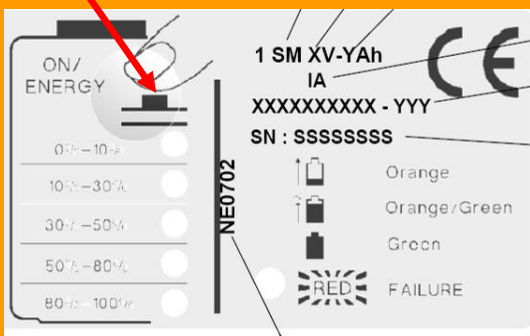 ON/
ENERGY
0%-10%
10%-30%
30%-50%
50%-80%
80%-100%
NE0702
1 SM XV-YAh
IA
XXXXXXXXXX - YYY
SN : SSSSSSSS
CE
Orange
Orange/Green
Green
RED FAILURE